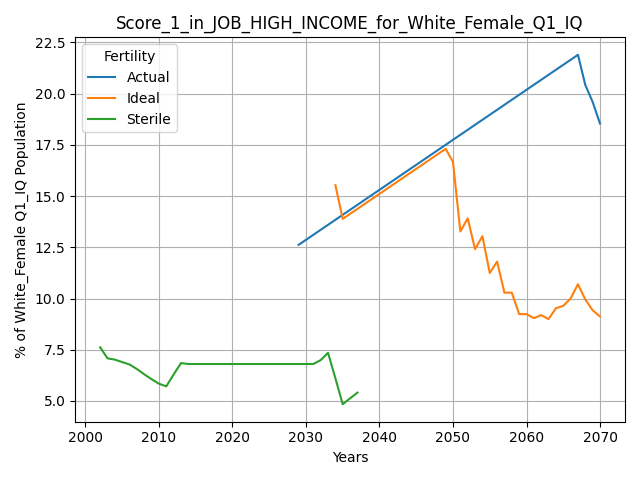 Score_1_in_JOB_HIGH_INCOME_for_White_Female_Q1_IQ
Fertility
Actual
Ideal
Sterile
% of White_Female Q1_IQ Population
22.5
20.0
17.5
15.0
12.5
10.0
7.5
5.0
2000 2010 2020 2030 2040 2050 2060 2070
Years